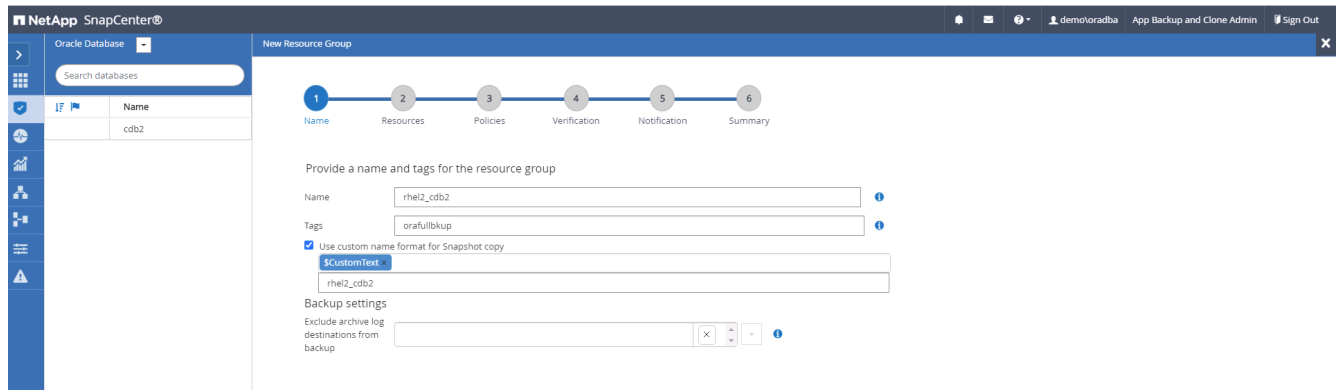 NetApp SnapCenter®
demo\oradba App Backup and Clone Admin Sign Out
Oracle Database
New Resource Group
Search databases
Name
cdb2
1 2 3 4 5 6
Name Resources Policies Verification Notification Summary
Provide a name and tags for the resource group
Name rhel2_cdb2
Tags orafullbkup
Use custom name format for Snapshot copy
$CustomText ×
rhel2_cdb2
Backup settings
Exclude archive log
destinations from
backup